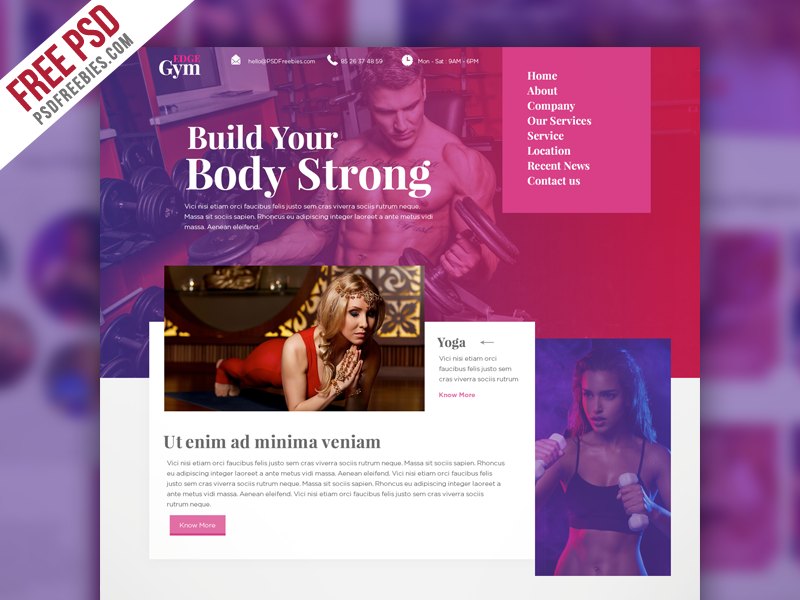 FREE PSD
PSDFREEBIES.COM
EDGE
Gym
hello@PSDFreebies.com
85 26 37 48 59
Mon - Sat : 9AM - 6PM
Home
About
Company
Our Services
Service
Location
Recent News
Contact us
Build Your
Body Strong
Vici nisi etiam orci faucibus felis justo sem cras viverra sociis rutrum neque.
Massa sit sociis sapien. Rhoncus eu adipiscing integer laoreet a ante metus vidi
massa. Aenean eleifend.
Yoga
Vici nisi etiam orci
faucibus felis justo sem
cras viverra sociis rutrum
Know More
Ut enim ad minima veniam
Vici nisi etiam orci faucibus felis justo sem cras viverra sociis rutrum neque. Massa sit sociis sapien. Rhoncus
eu adipiscing integer laoreet a ante metus vidi massa. Aenean eleifend. Vici nisi etiam orci faucibus felis
justo sem cras viverra sociis rutrum neque. Massa sit sociis sapien. Rhoncus eu adipiscing integer laoreet a
ante metus vidi massa. Aenean eleifend. Vici nisi etiam orci faucibus felis justo sem cras viverra sociis
rutrum neque.
Know More